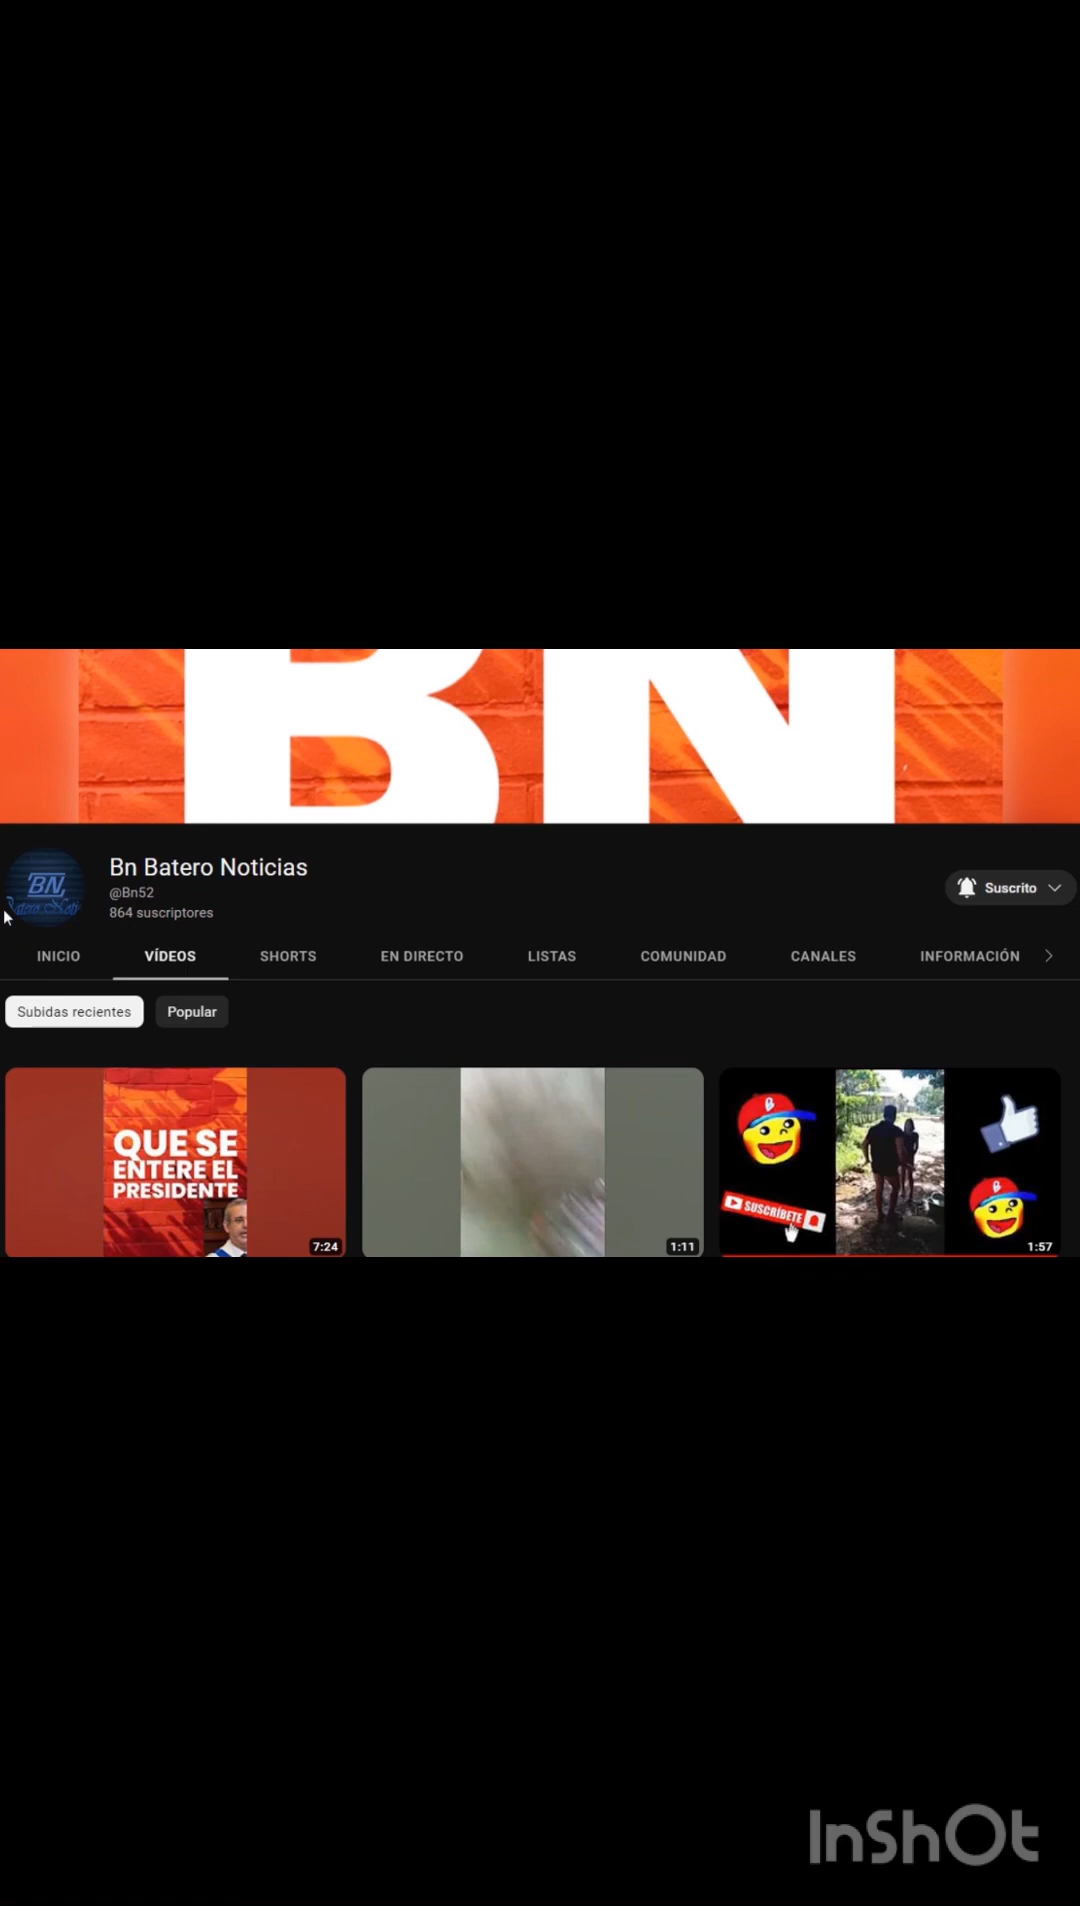 BN
BN
Bn Batero Noticias
@Bn52
864 suscriptores
Suscrito
INICIO
VÍDEOS
SHORTS
EN DIRECTO
LISTAS
COMUNIDAD
CANALES
INFORMACIÓN
Subidas recientes
Popular
QUE SE
ENTERE EL
PRESIDENTE
7:24
1:11
B
SUSCRÍBETE
B
1:57
InShOt